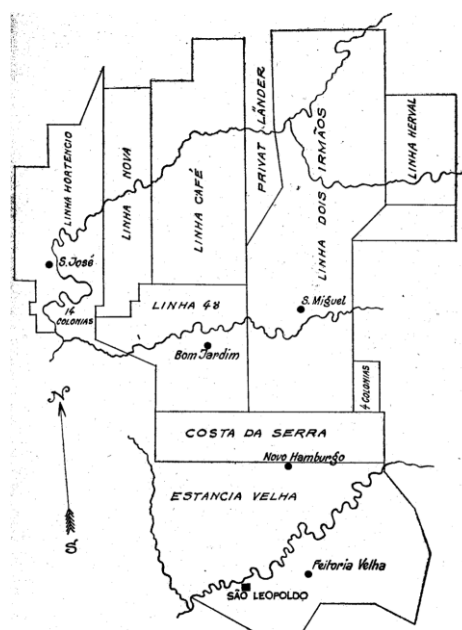 LINHA HORTENCIO
LINHA NOVA
LINHA CAFÉ
PRIVAT LÄNDER
LINHA DOIS IRMÃOS
LINHA HERVAL
S. José
14
COLONIAS
LINHA 48
S. Miguel
Bom Jardim
4 COLONIAS
N
S
COSTA DA SERRA
Novo Hamburgo
ESTANCIA VELHA
Feitoria Velha
SÃO LEOPOLDO